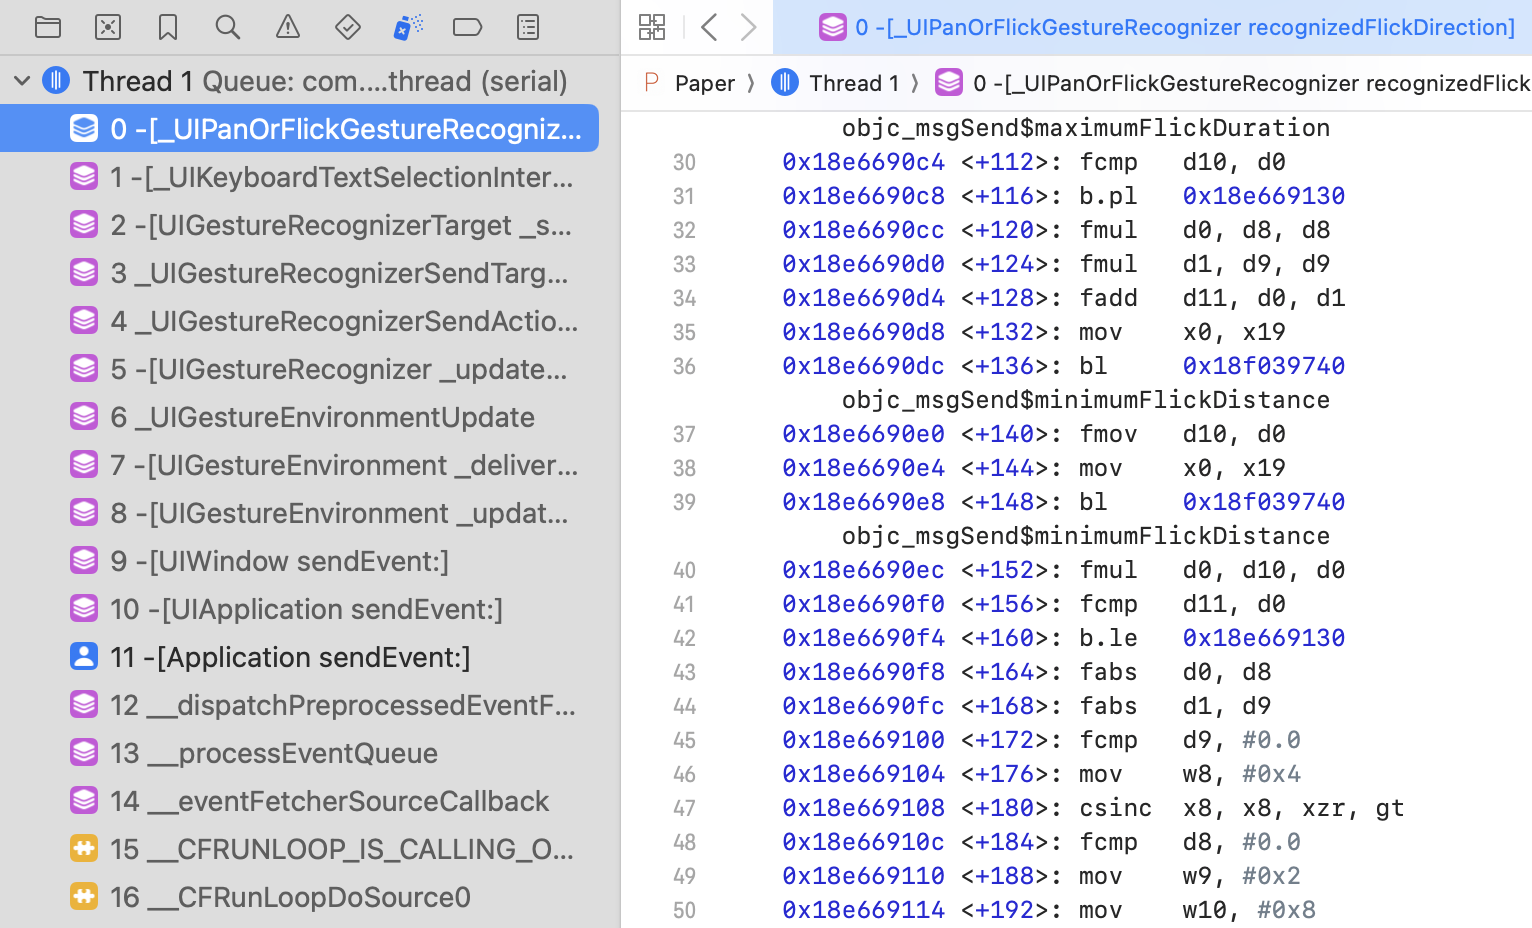 Thread 1 Queue: com....thread (serial)
0 -[_UIPanOrFlickGestureRecogniz...
1 -[_UIKeyboardTextSelectionInter...
2 -[UIGestureRecognizerTarget _s...
3 _UIGestureRecognizerSendTarg...
4 _UIGestureRecognizerSendActio...
5 -[UIGestureRecognizer _update...
6 _UIGestureEnvironmentUpdate
7 -[UIGestureEnvironment _deliver...
8 -[UIGestureEnvironment _updat...
9 -[UIWindow sendEvent:]
10 -[UIApplication sendEvent:]
11 -[Application sendEvent:]
12 __dispatchPreprocessedEventF...
13 __processEventQueue
14 __eventFetcherSourceCallback
15 __CFRUNLOOP_IS_CALLING_O...
16 __CFRunLoopDoSource0
0 -[_UIPanOrFlickGestureRecognizer recognizedFlickDirection]
P Paper ⟩ Thread 1 ⟩ 0 -[_UIPanOrFlickGestureRecognizer recognizedFlick
objc_msgSend$maximumFlickDuration
30 0x18e6690c4 <+112>: fcmp d10, d0
31 0x18e6690c8 <+116>: b.pl 0x18e669130
32 0x18e6690cc <+120>: fmul d0, d8, d8
33 0x18e6690d0 <+124>: fmul d1, d9, d9
34 0x18e6690d4 <+128>: fadd d11, d0, d1
35 0x18e6690d8 <+132>: mov x0, x19
36 0x18e6690dc <+136>: bl 0x18f039740
objc_msgSend$minimumFlickDistance
37 0x18e6690e0 <+140>: fmov d10, d0
38 0x18e6690e4 <+144>: mov x0, x19
39 0x18e6690e8 <+148>: bl 0x18f039740
objc_msgSend$minimumFlickDistance
40 0x18e6690ec <+152>: fmul d0, d10, d0
41 0x18e6690f0 <+156>: fcmp d11, d0
42 0x18e6690f4 <+160>: b.le 0x18e669130
43 0x18e6690f8 <+164>: fabs d0, d8
44 0x18e6690fc <+168>: fabs d1, d9
45 0x18e669100 <+172>: fcmp d9, #0.0
46 0x18e669104 <+176>: mov w8, #0x4
47 0x18e669108 <+180>: csinc x8, x8, xzr, gt
48 0x18e66910c <+184>: fcmp d8, #0.0
49 0x18e669110 <+188>: mov w9, #0x2
50 0x18e669114 <+192>: mov w10, #0x8